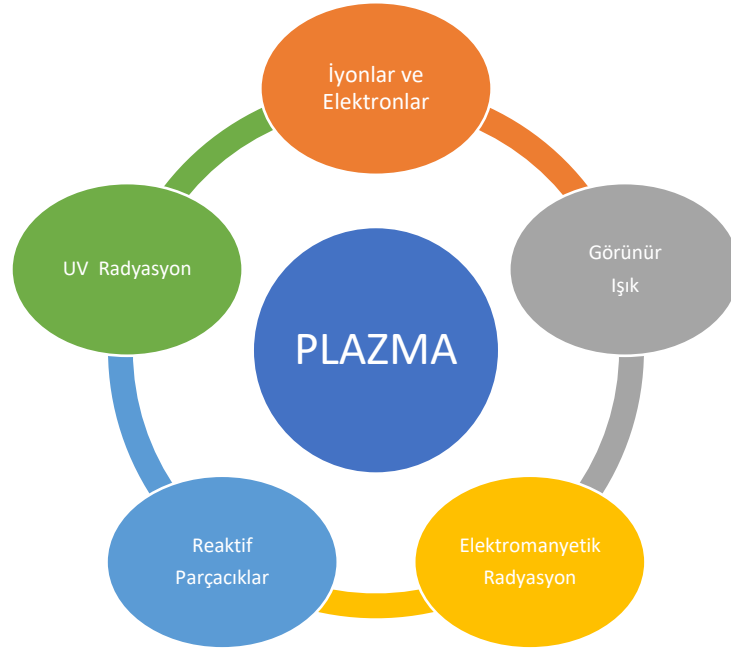 İyonlar ve
Elektronlar
Görünür
Işık
UV Radyasyon
PLAZMA
Reaktif
Parçacıklar
Elektromanyetik
Radyasyon